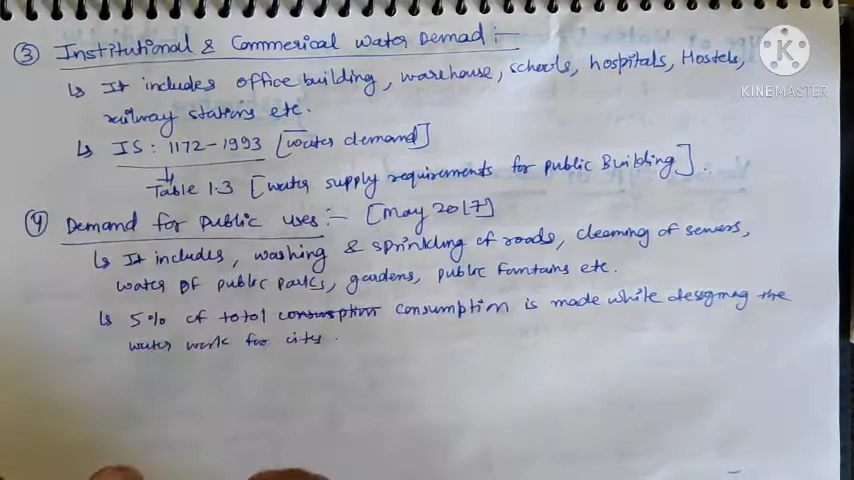 ③ Institutional & Commerical Water Demad :-
↳ It includes office building, warehouse, schools, hospitals, Hostels,
railway stations etc.
↳ IS : 1172-1993 [water demand]
Table 1.3 [water supply requirements for public Building].
④ Demand for public uses :- [May 2017]
↳ It includes, washing & sprinkling of roads, cleaning of sewers,
water of public parks, gardens, public fontains etc.
↳ 5% of total consumption consumption is made while designing the
water work for city.
K
KINEMASTER